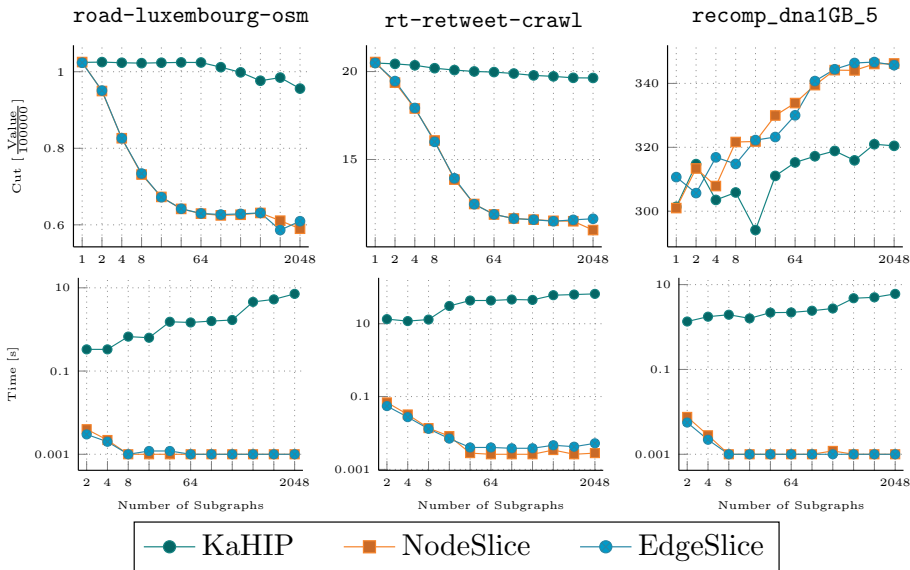 road-luxembourg-osm rt-retweet-crawl recomp_dna1GB_5
Cut [ Value / 1000000 ]
1
0.8
0.6
1 2 4 8 64 2048
20
15
1 2 4 8 64 2048
340
320
300
1 2 4 8 64 2048
Time [s]
10
0.1
0.001
2 4 8 64 2048
Number of Subgraphs
10
0.1
0.001
2 4 8 64 2048
Number of Subgraphs
10
0.1
0.001
2 4 8 64 2048
Number of Subgraphs
KaHIP NodeSlice EdgeSlice